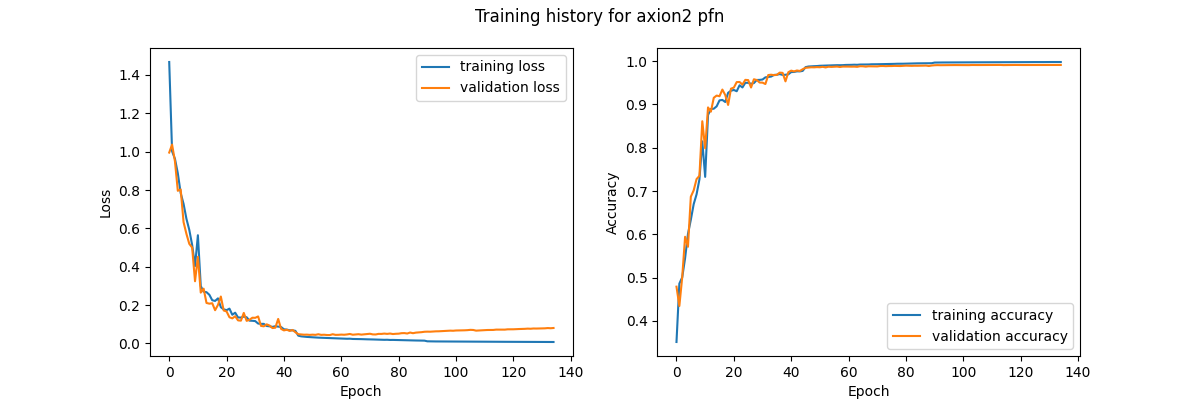 Training history for axion2 pfn
training loss
validation loss
1.4
1.2
1.0
0.8
0.6
0.4
0.2
0.0
Loss
0 20 40 60 80 100 120 140
Epoch
1.0
0.9
0.8
0.7
0.6
0.5
0.4
Accuracy
training accuracy
validation accuracy
0 20 40 60 80 100 120 140
Epoch